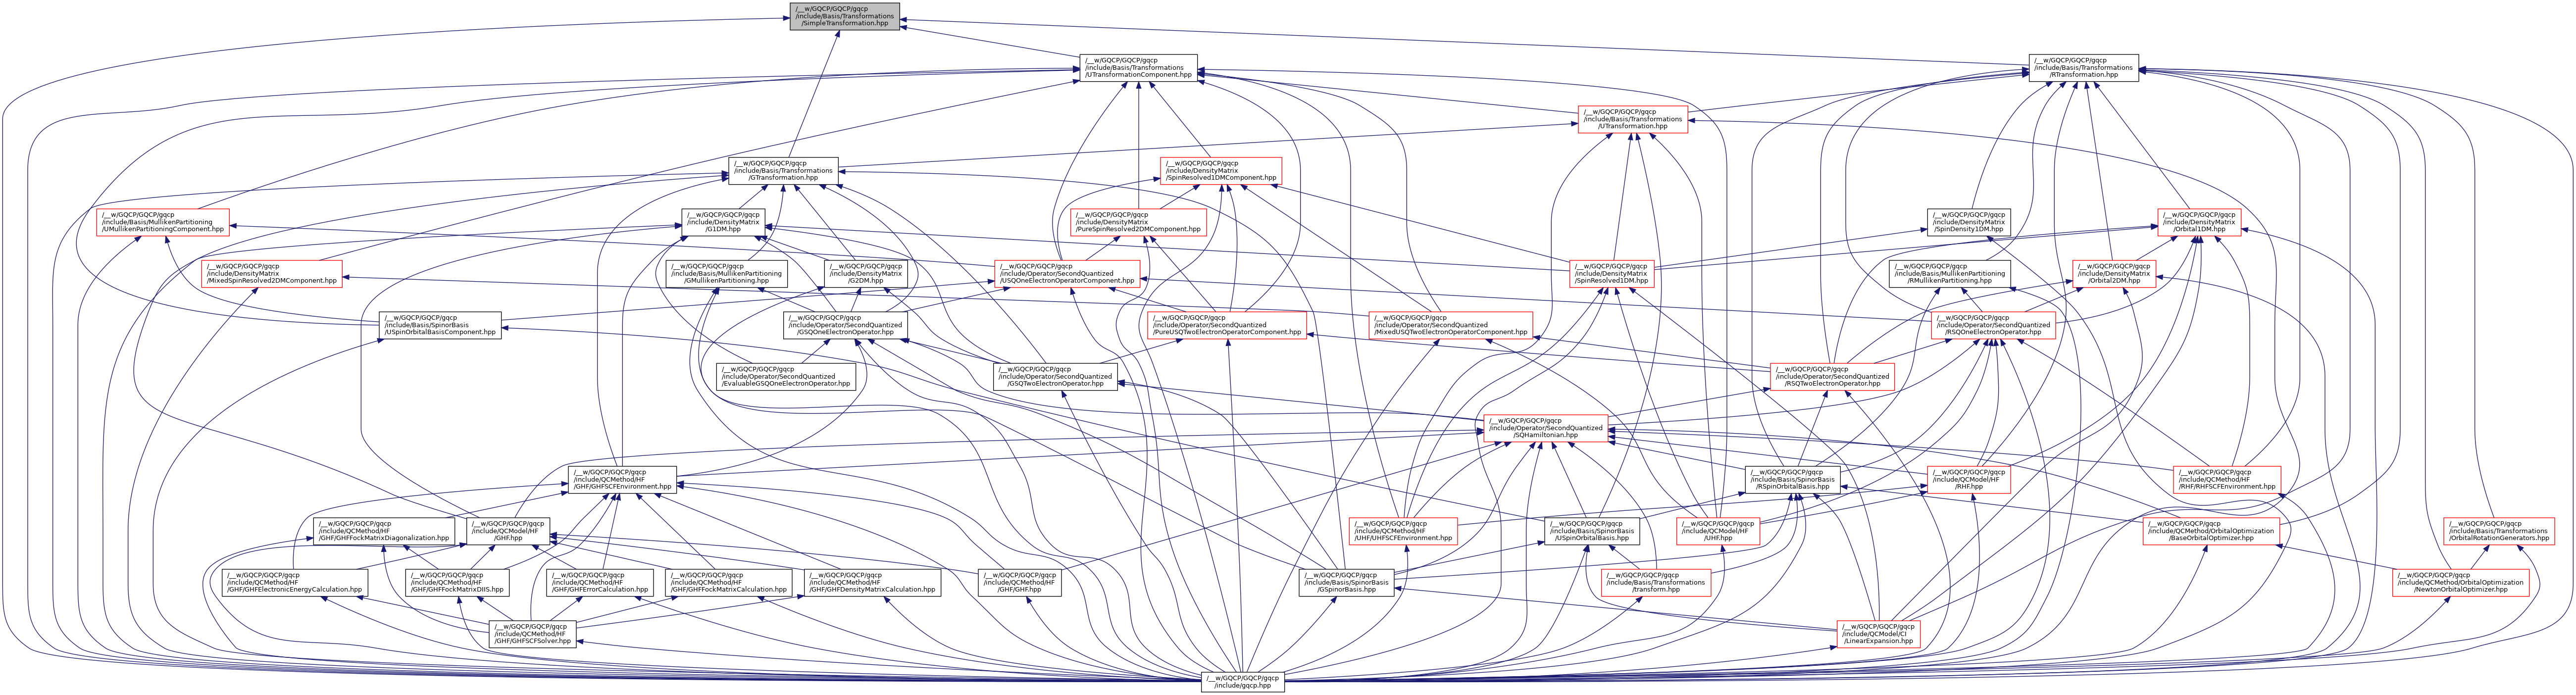 /__w/GQCP/GQCP/gqcp
/include/Basis/Transformations
/SimpleTransformation.hpp
/__w/GQCP/GQCP/gqcp
/include/Basis/Transformations
/UTransformationComponent.hpp
/__w/GQCP/GQCP/gqcp
/include/Basis/Transformations
/RTransformation.hpp
/__w/GQCP/GQCP/gqcp
/include/Basis/Transformations
/UTransformation.hpp
/__w/GQCP/GQCP/gqcp
/include/Basis/Transformations
/GTransformation.hpp
/__w/GQCP/GQCP/gqcp
/include/DensityMatrix
/SpinResolved1DMComponent.hpp
/__w/GQCP/GQCP/gqcp
/include/Basis/MullikenPartitioning
/UMullikenPartitioningComponent.hpp
/__w/GQCP/GQCP/gqcp
/include/DensityMatrix
/G1DM.hpp
/__w/GQCP/GQCP/gqcp
/include/DensityMatrix
/PureSpinResolved2DMComponent.hpp
/__w/GQCP/GQCP/gqcp
/include/DensityMatrix
/SpinDensity1DM.hpp
/__w/GQCP/GQCP/gqcp
/include/DensityMatrix
/Orbital1DM.hpp
/__w/GQCP/GQCP/gqcp
/include/DensityMatrix
/MixedSpinResolved2DMComponent.hpp
/__w/GQCP/GQCP/gqcp
/include/Basis/MullikenPartitioning
/GMullikenPartitioning.hpp
/__w/GQCP/GQCP/gqcp
/include/DensityMatrix
/G2DM.hpp
/__w/GQCP/GQCP/gqcp
/include/Operator/SecondQuantized
/USQOneElectronOperatorComponent.hpp
/__w/GQCP/GQCP/gqcp
/include/DensityMatrix
/SpinResolved1DM.hpp
/__w/GQCP/GQCP/gqcp
/include/Basis/MullikenPartitioning
/RMullikenPartitioning.hpp
/__w/GQCP/GQCP/gqcp
/include/DensityMatrix
/Orbital2DM.hpp
/__w/GQCP/GQCP/gqcp
/include/Basis/SpinorBasis
/USpinOrbitalBasisComponent.hpp
/__w/GQCP/GQCP/gqcp
/include/Operator/SecondQuantized
/GSQOneElectronOperator.hpp
/__w/GQCP/GQCP/gqcp
/include/Operator/SecondQuantized
/PureUSQTwoElectronOperatorComponent.hpp
/__w/GQCP/GQCP/gqcp
/include/Operator/SecondQuantized
/MixedUSQTwoElectronOperatorComponent.hpp
/__w/GQCP/GQCP/gqcp
/include/Operator/SecondQuantized
/RSQOneElectronOperator.hpp
/__w/GQCP/GQCP/gqcp
/include/Operator/SecondQuantized
/EvaluableGSQOneElectronOperator.hpp
/__w/GQCP/GQCP/gqcp
/include/Operator/SecondQuantized
/GSQTwoElectronOperator.hpp
/__w/GQCP/GQCP/gqcp
/include/Operator/SecondQuantized
/RSQTwoElectronOperator.hpp
/__w/GQCP/GQCP/gqcp
/include/Operator/SecondQuantized
/SQHamiltonian.hpp
/__w/GQCP/GQCP/gqcp
/include/QCMethod/HF
/GHF/GHFSCFEnvironment.hpp
/__w/GQCP/GQCP/gqcp
/include/Basis/SpinorBasis
/RSpinOrbitalBasis.hpp
/__w/GQCP/GQCP/gqcp
/include/QCModel/HF
/RHF.hpp
/__w/GQCP/GQCP/gqcp
/include/QCMethod/HF
/RHF/RHFSCFEnvironment.hpp
/__w/GQCP/GQCP/gqcp
/include/QCMethod/HF
/GHF/GHFFockMatrixDiagonalization.hpp
/__w/GQCP/GQCP/gqcp
/include/QCModel/HF
/GHF.hpp
/__w/GQCP/GQCP/gqcp
/include/QCMethod/HF
/UHF/UHFSCFEnvironment.hpp
/__w/GQCP/GQCP/gqcp
/include/Basis/SpinorBasis
/USpinOrbitalBasis.hpp
/__w/GQCP/GQCP/gqcp
/include/QCModel/HF
/UHF.hpp
/__w/GQCP/GQCP/gqcp
/include/QCMethod/OrbitalOptimization
/BaseOrbitalOptimizer.hpp
/__w/GQCP/GQCP/gqcp
/include/Basis/Transformations
/OrbitalRotationGenerators.hpp
/__w/GQCP/GQCP/gqcp
/include/QCMethod/HF
/GHF/GHFElectronicEnergyCalculation.hpp
/__w/GQCP/GQCP/gqcp
/include/QCMethod/HF
/GHF/GHFFockMatrixDIIS.hpp
/__w/GQCP/GQCP/gqcp
/include/QCMethod/HF
/GHF/GHFErrorCalculation.hpp
/__w/GQCP/GQCP/gqcp
/include/QCMethod/HF
/GHF/GHFFockMatrixCalculation.hpp
/__w/GQCP/GQCP/gqcp
/include/QCMethod/HF
/GHF/GHFDensityMatrixCalculation.hpp
/__w/GQCP/GQCP/gqcp
/include/QCMethod/HF
/GHF/GHF.hpp
/__w/GQCP/GQCP/gqcp
/include/Basis/SpinorBasis
/GSpinorBasis.hpp
/__w/GQCP/GQCP/gqcp
/include/Basis/Transformations
/transform.hpp
/__w/GQCP/GQCP/gqcp
/include/QCMethod/OrbitalOptimization
/NewtonOrbitalOptimizer.hpp
/__w/GQCP/GQCP/gqcp
/include/QCMethod/HF
/GHF/GHFSCFSolver.hpp
/__w/GQCP/GQCP/gqcp
/include/QCModel/CI
/LinearExpansion.hpp
/__w/GQCP/GQCP/gqcp
/include/gqcp.hpp